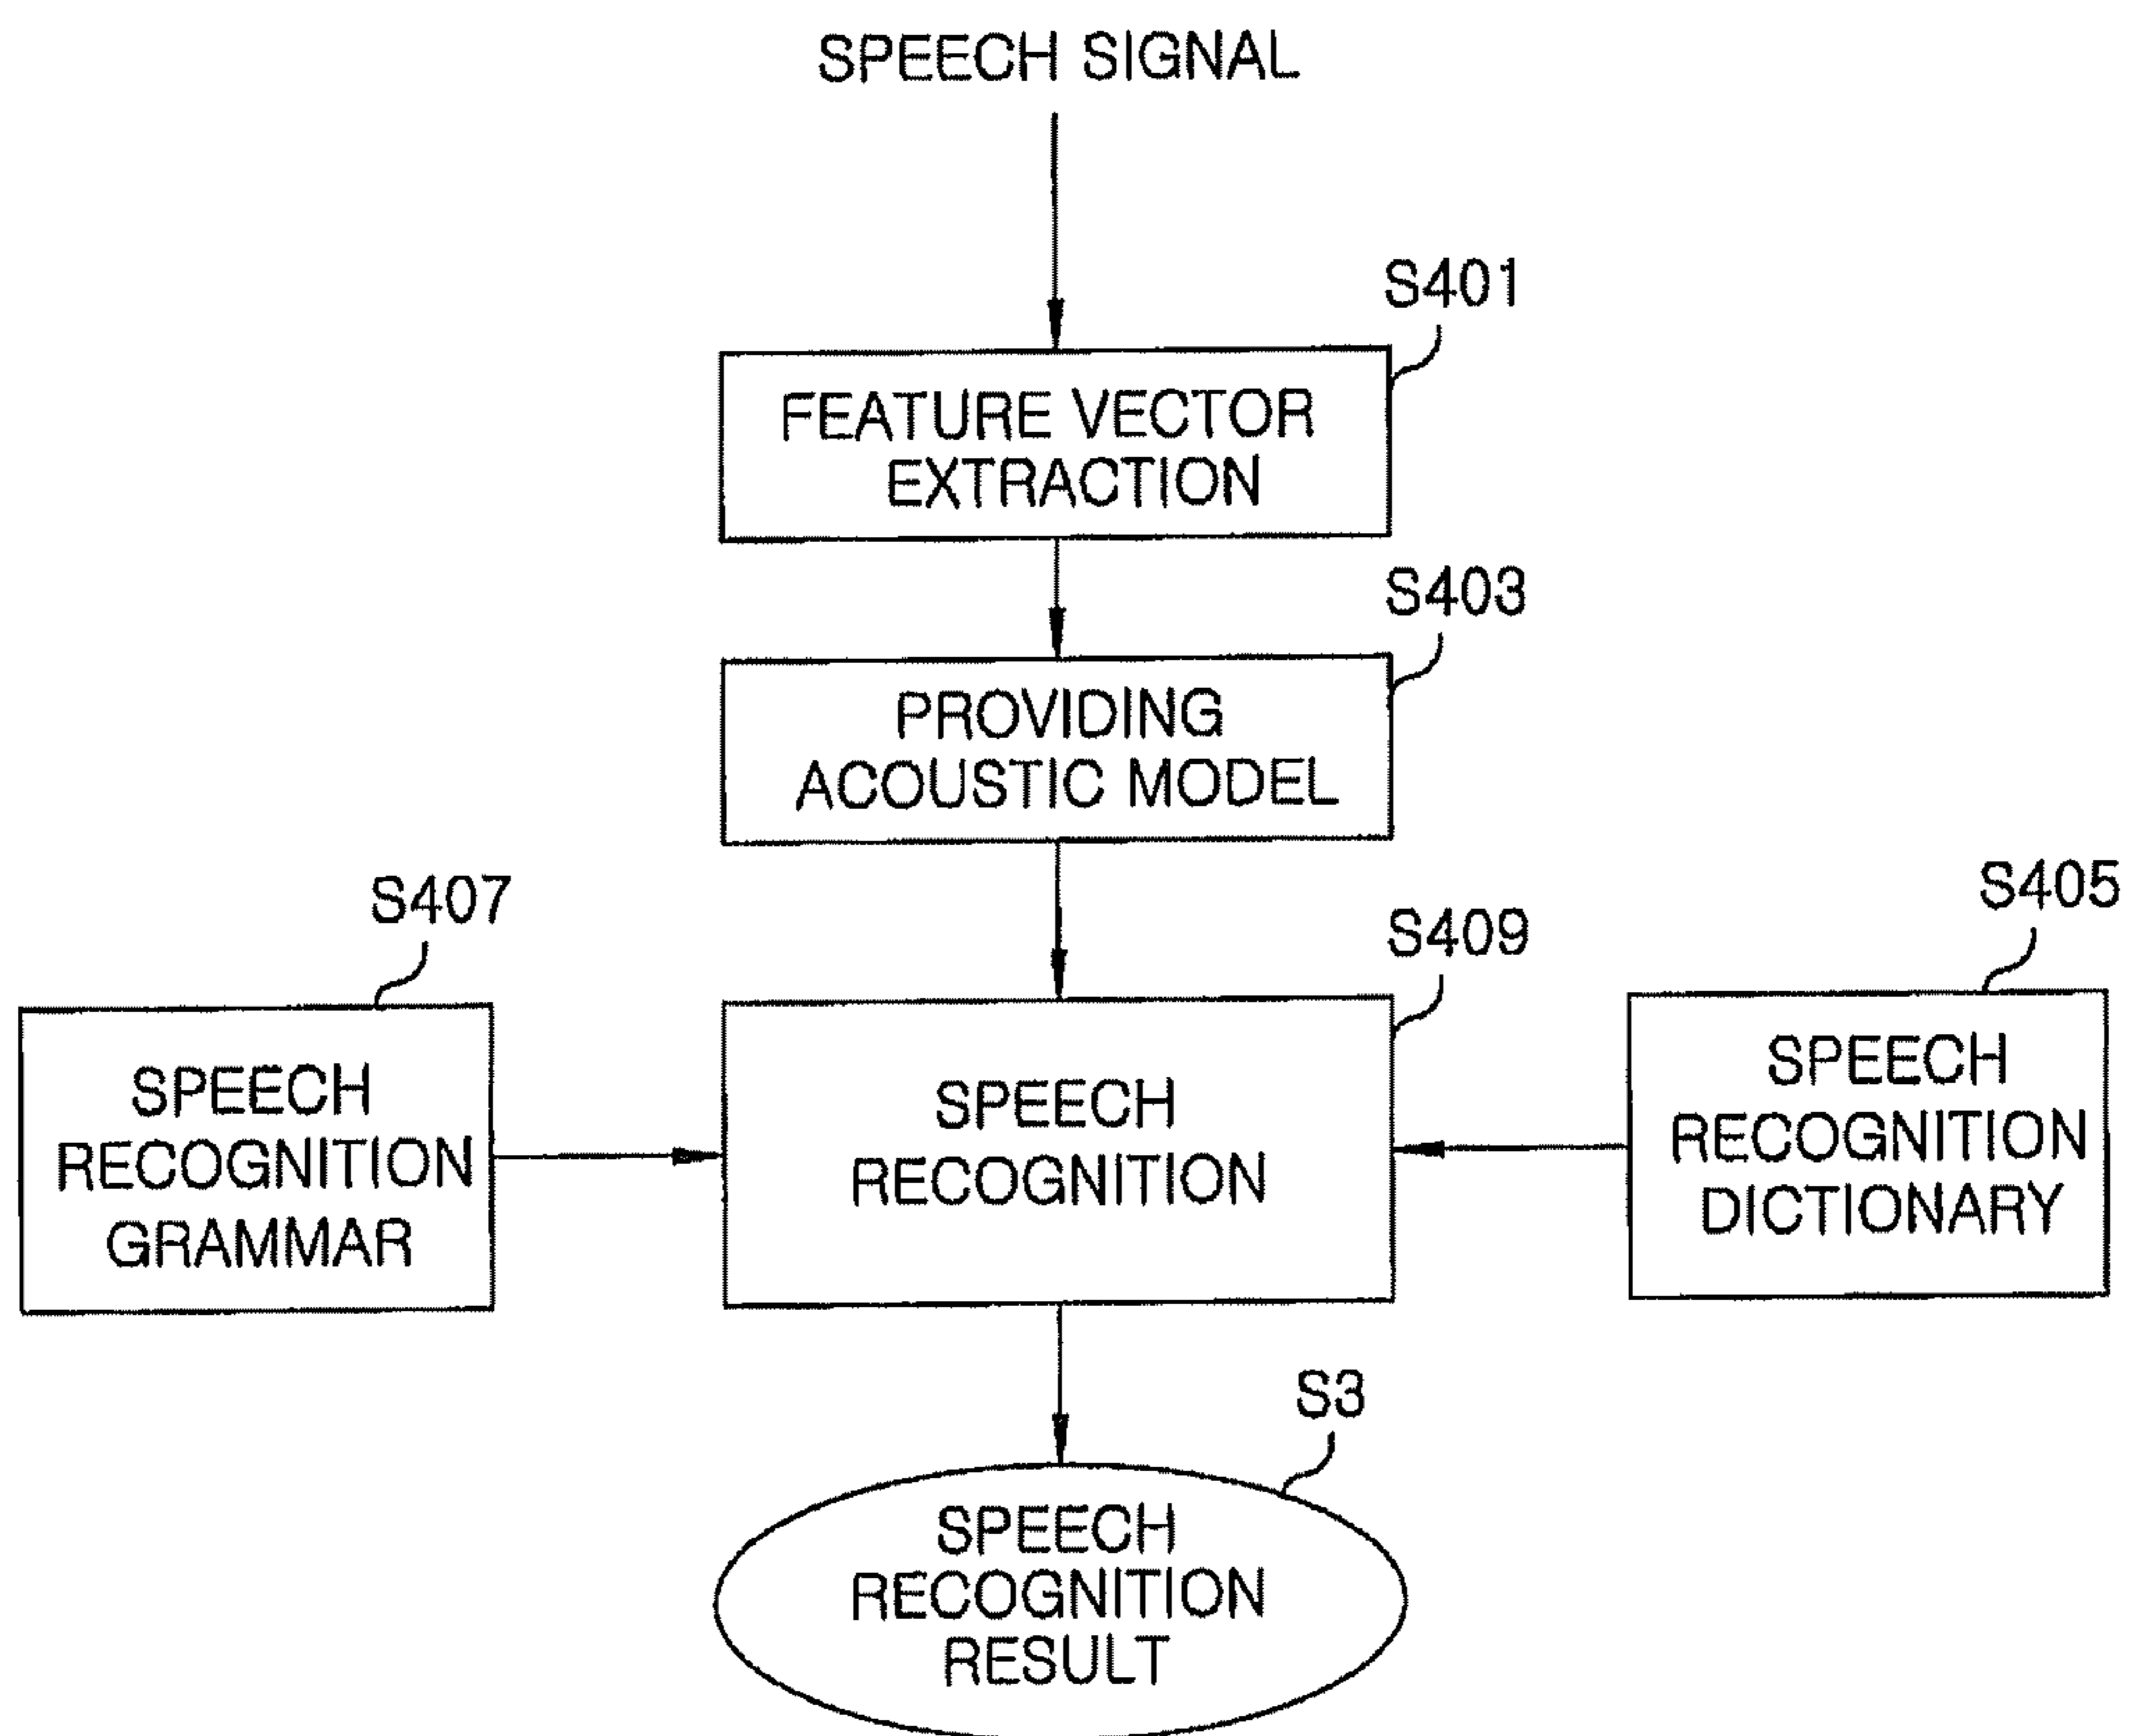 SPEECH SIGNAL
S401
FEATURE VECTOR
EXTRACTION
S403
PROVIDING
ACOUSTIC MODEL
S407
SPEECH
RECOGNITION
GRAMMAR
S409
SPEECH
RECOGNITION
S405
SPEECH
RECOGNITION
DICTIONARY
S3
SPEECH
RECOGNITION
RESULT